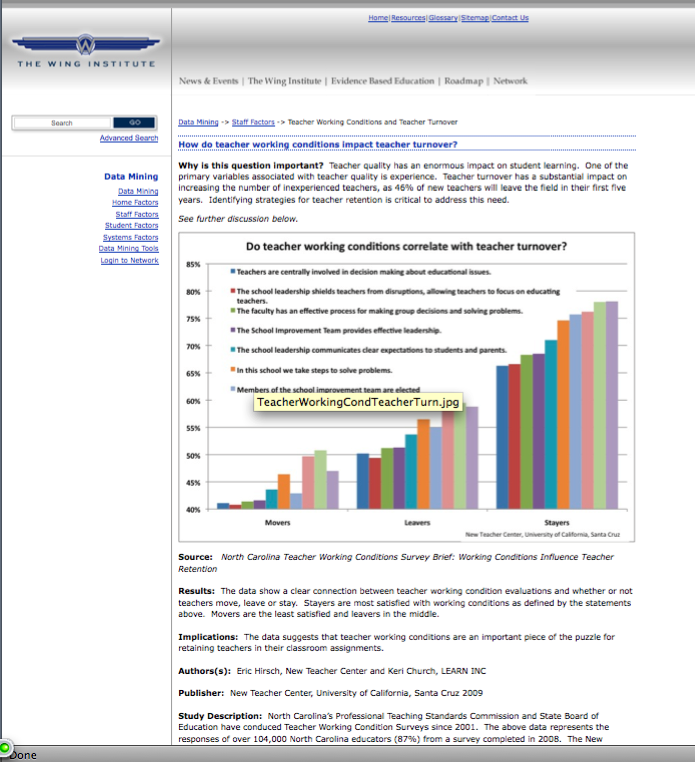 Home|Resources|Glossary|Sitemap|Contact Us
THE WING INSTITUTE
News & Events | The Wing Institute | Evidence Based Education | Roadmap | Network
Search GO
Advanced Search
Data Mining
Data Mining
Home Factors
Staff Factors
Student Factors
Systems Factors
Data Mining Tools
Login to Network
Data Mining -> Staff Factors -> Teacher Working Conditions and Teacher Turnover
How do teacher working conditions impact teacher turnover?
Why is this question important? Teacher quality has an enormous impact on student learning. One of the
primary variables associated with teacher quality is experience. Teacher turnover has a substantial impact on
increasing the number of inexperienced teachers, as 46% of new teachers will leave the field in their first five
years. Identifying strategies for teacher retention is critical to address this need.
See further discussion below.
Do teacher working conditions correlate with teacher turnover?
85%
80%
75%
70%
65%
60%
55%
50%
45%
40%
Teachers are centrally involved in decision making about educational issues.
The school leadership shields teachers from disruptions, allowing teachers to focus on educating
teachers.
The faculty has an effective process for making group decisions and solving problems.
The School Improvement Team provides effective leadership.
The school leadership communicates clear expectations to students and parents.
In this school we take steps to solve problems.
Members of the school improvement team are elected
TeacherWorkingCondTeacherTurn.jpg
Movers Leavers Stayers
New Teacher Center, University of California, Santa Cruz
Source: North Carolina Teacher Working Conditions Survey Brief: Working Conditions Influence Teacher
Retention
Results: The data show a clear connection between teacher working condition evaluations and whether or not
teachers move, leave or stay. Stayers are most satisfied with working conditions as defined by the statements
above. Movers are the least satisfied and leavers in the middle.
Implications: The data suggests that teacher working conditions are an important piece of the puzzle for
retaining teachers in their classroom assignments.
Authors(s): Eric Hirsch, New Teacher Center and Keri Church, LEARN INC
Publisher: New Teacher Center, University of California, Santa Cruz 2009
Study Description: North Carolina's Professional Teaching Standards Commission and State Board of
Education have conducted Teacher Working Condition Surveys since 2001. The above data represents the
responses of over 104,000 North Carolina educators (87%) from a survey completed in 2008. The New
Done